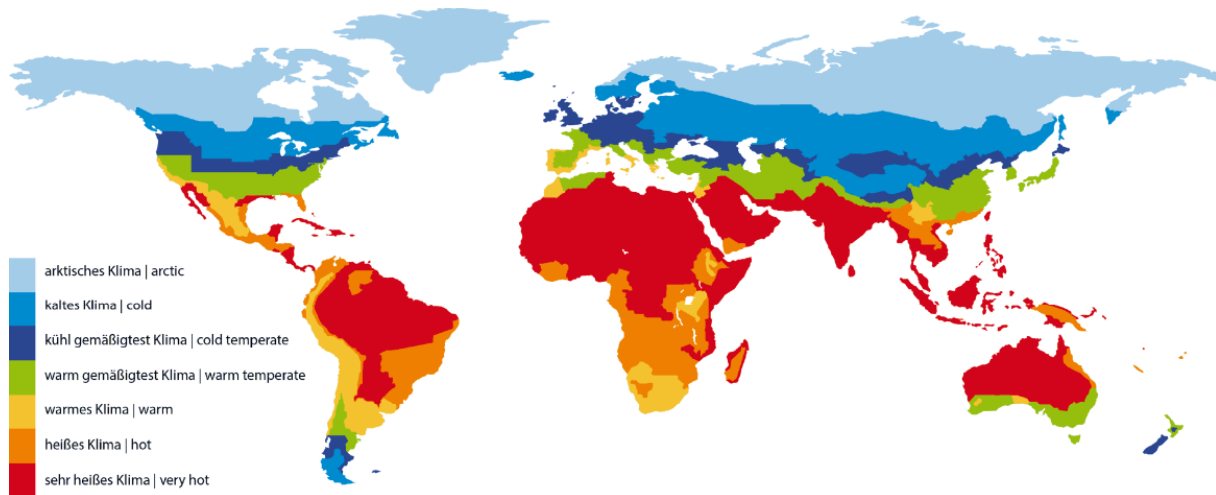 arktisches Klima | arctic
kaltes Klima | cold
kühl gemäßigtest Klima | cold temperate
warm gemäßigtest Klima | warm temperate
warmes Klima | warm
heißes Klima | hot
sehr heißes Klima | very hot